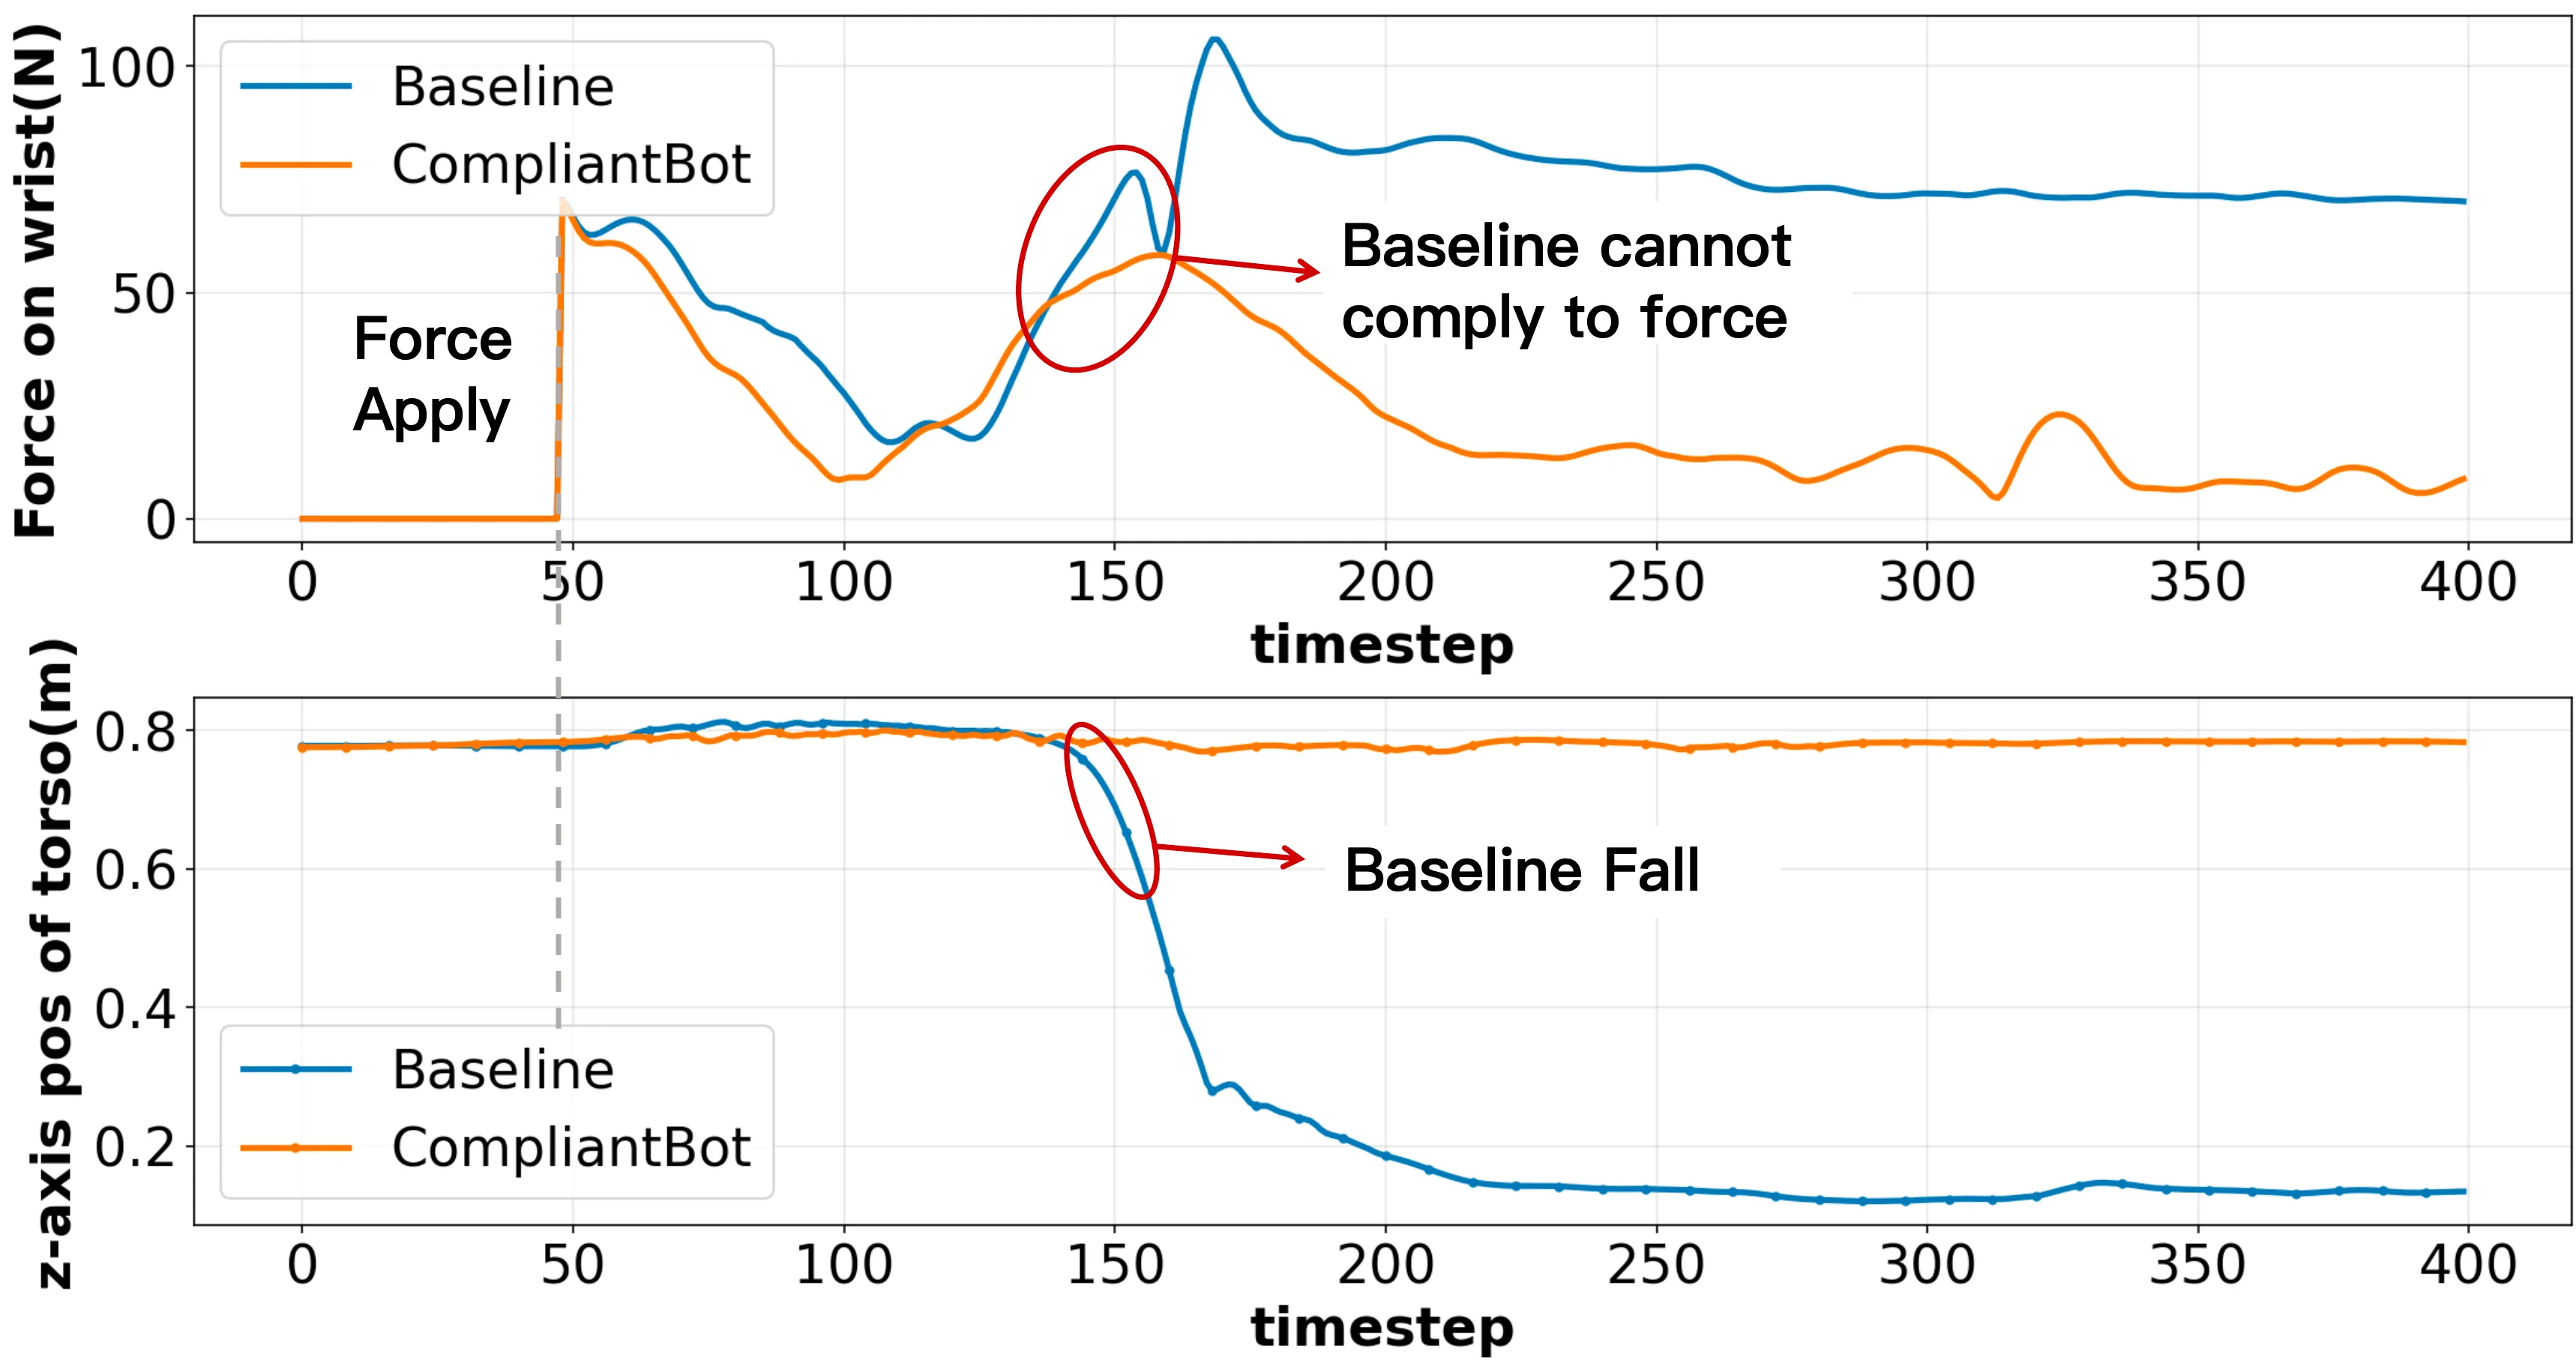 Force on wrist(N)
100
50
0
Baseline
CompliantBot
Force
Apply
Baseline cannot
comply to force
0 50 100 150 200 250 300 350 400
timestep
z-axis pos of torso(m)
0.8
0.6
0.4
0.2
Baseline Fall
Baseline
CompliantBot
0 50 100 150 200 250 300 350 400
timestep